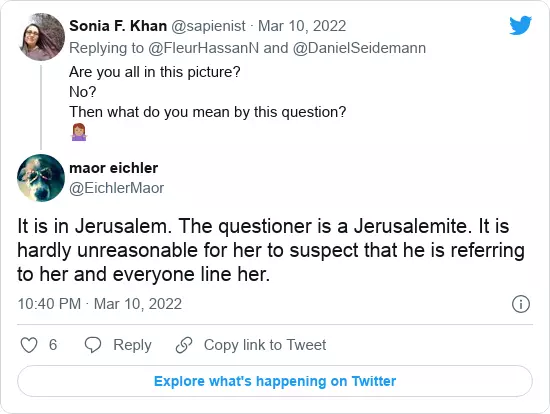 Sonia F. Khan @sapienist · Mar 10, 2022
Replying to @FleurHassanN and @DanielSeidemann
Are you all in this picture?
No?
Then what do you mean by this question?
🤷🏽‍♀️
maor eichler
@EichlerMaor
It is in Jerusalem. The questioner is a Jerusalemite. It is
hardly unreasonable for her to suspect that he is referring
to her and everyone line her.
10:40 PM · Mar 10, 2022
6 Reply Copy link to Tweet
Explore what's happening on Twitter